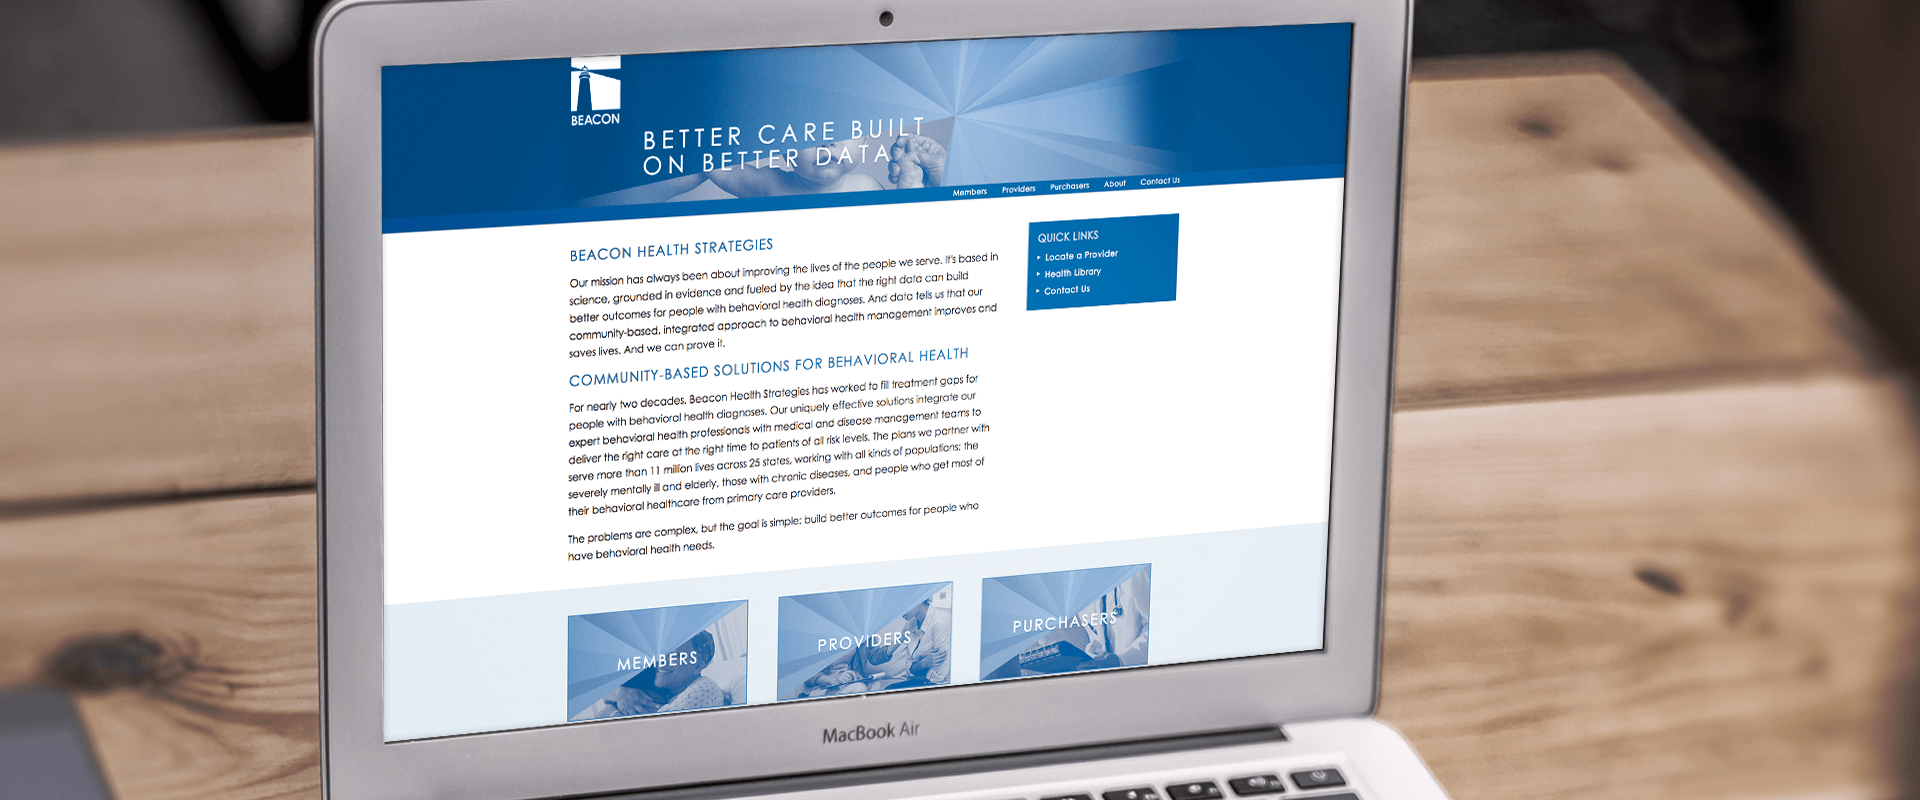 BEACON
BETTER CARE BUILT
ON BETTER DATA
Members Providers Purchasers About Contact Us
BEACON HEALTH STRATEGIES
Our mission has always been about improving the lives of the people we serve. It's based in
science, grounded in evidence and fueled by the idea that the right data can build
better outcomes for people with behavioral health diagnoses. And data tells us that our
community-based, integrated approach to behavioral health management improves and
saves lives. And we can prove it.
QUICK LINKS
Locate a Provider
Health Library
Contact Us
COMMUNITY-BASED SOLUTIONS FOR BEHAVIORAL HEALTH
For nearly two decades, Beacon Health Strategies has worked to fill treatment gaps for
people with behavioral health diagnoses. Our uniquely effective solutions integrate our
expert behavioral health professionals with medical and disease management teams to
deliver the right care at the right time to patients of all risk levels. The plans we partner with
serve more than 11 million lives across 25 states, working with all kinds of populations: the
severely mentally ill and elderly, those with chronic diseases, and people who get most of
their behavioral healthcare from primary care providers.
The problems are complex, but the goal is simple: build better outcomes for people who
have behavioral health needs.
MEMBERS
PROVIDERS
PURCHASERS
MacBook Air